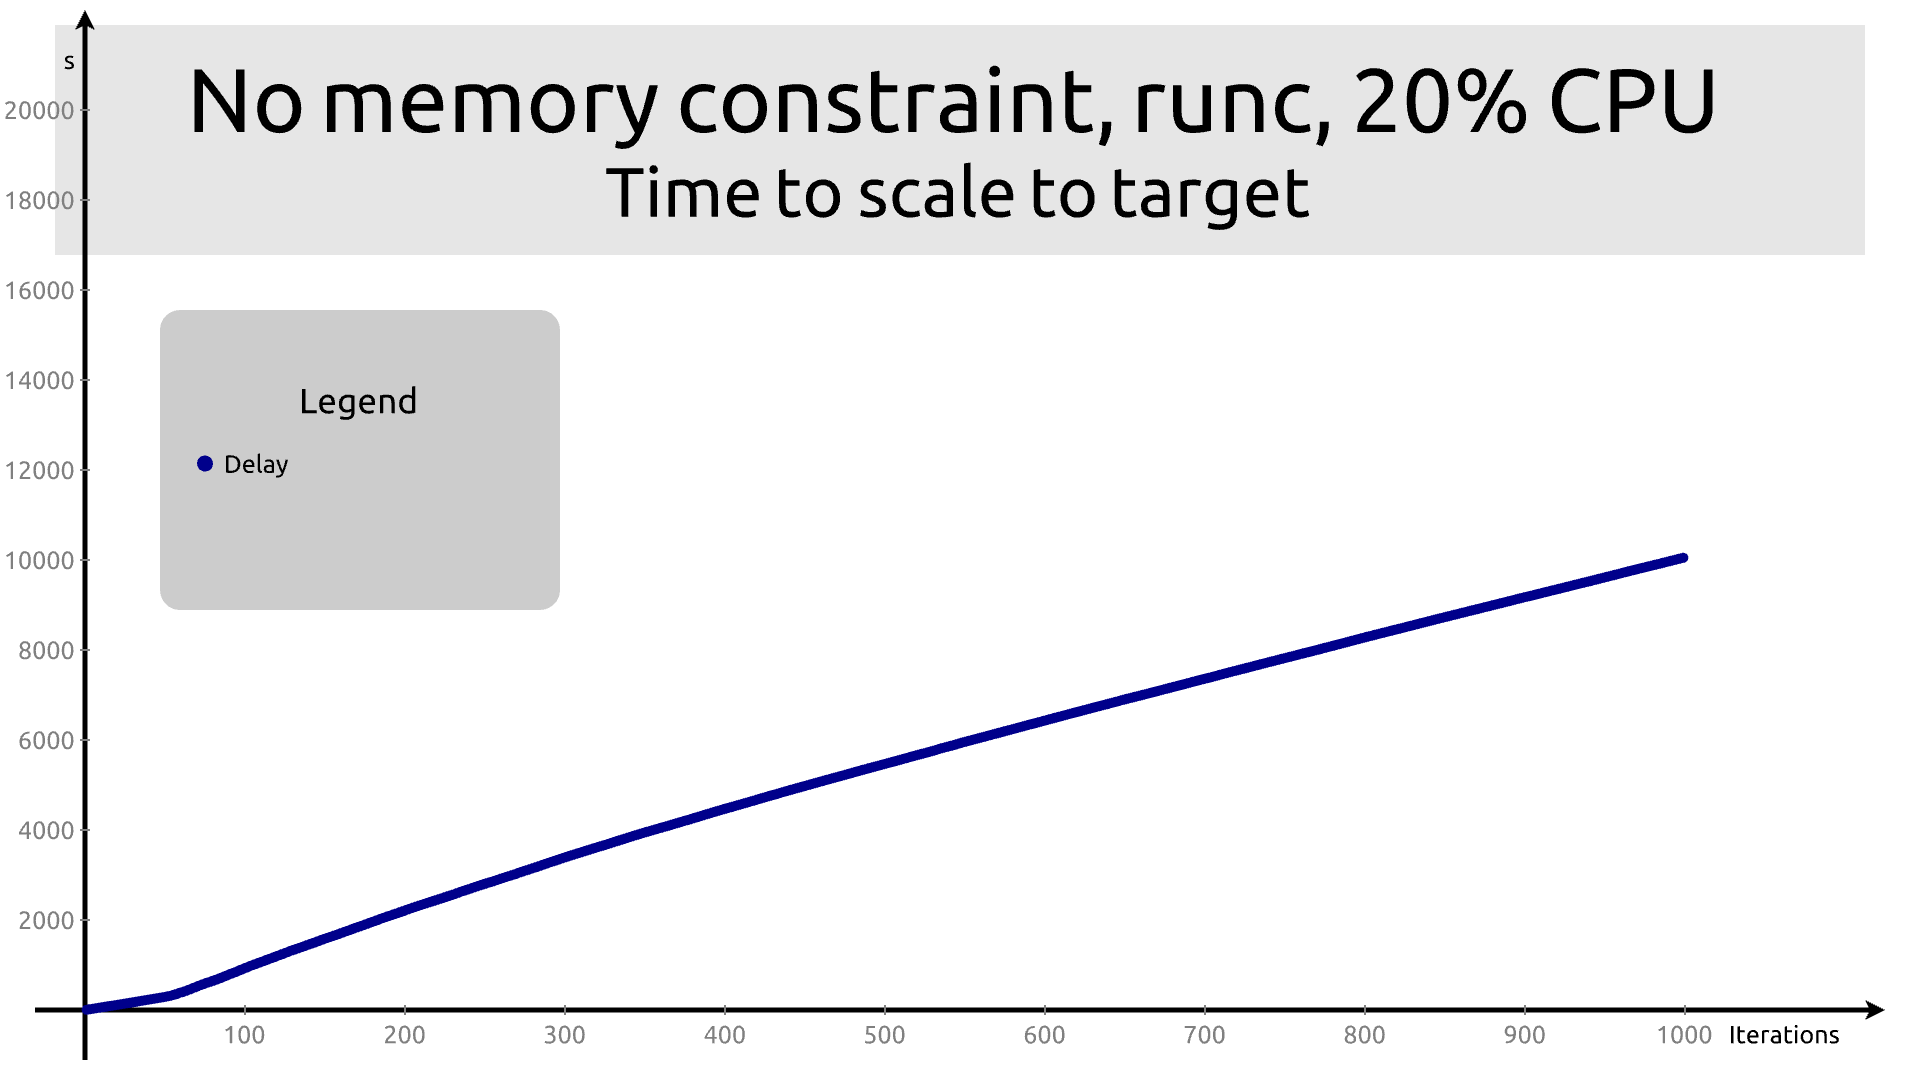 No memory constraint, runc, 20% CPU
Time to scale to target
s
20000
18000
16000
14000
12000
10000
8000
6000
4000
2000
Legend
Delay
100 200 300 400 500 600 700 800 900 1000 Iterations